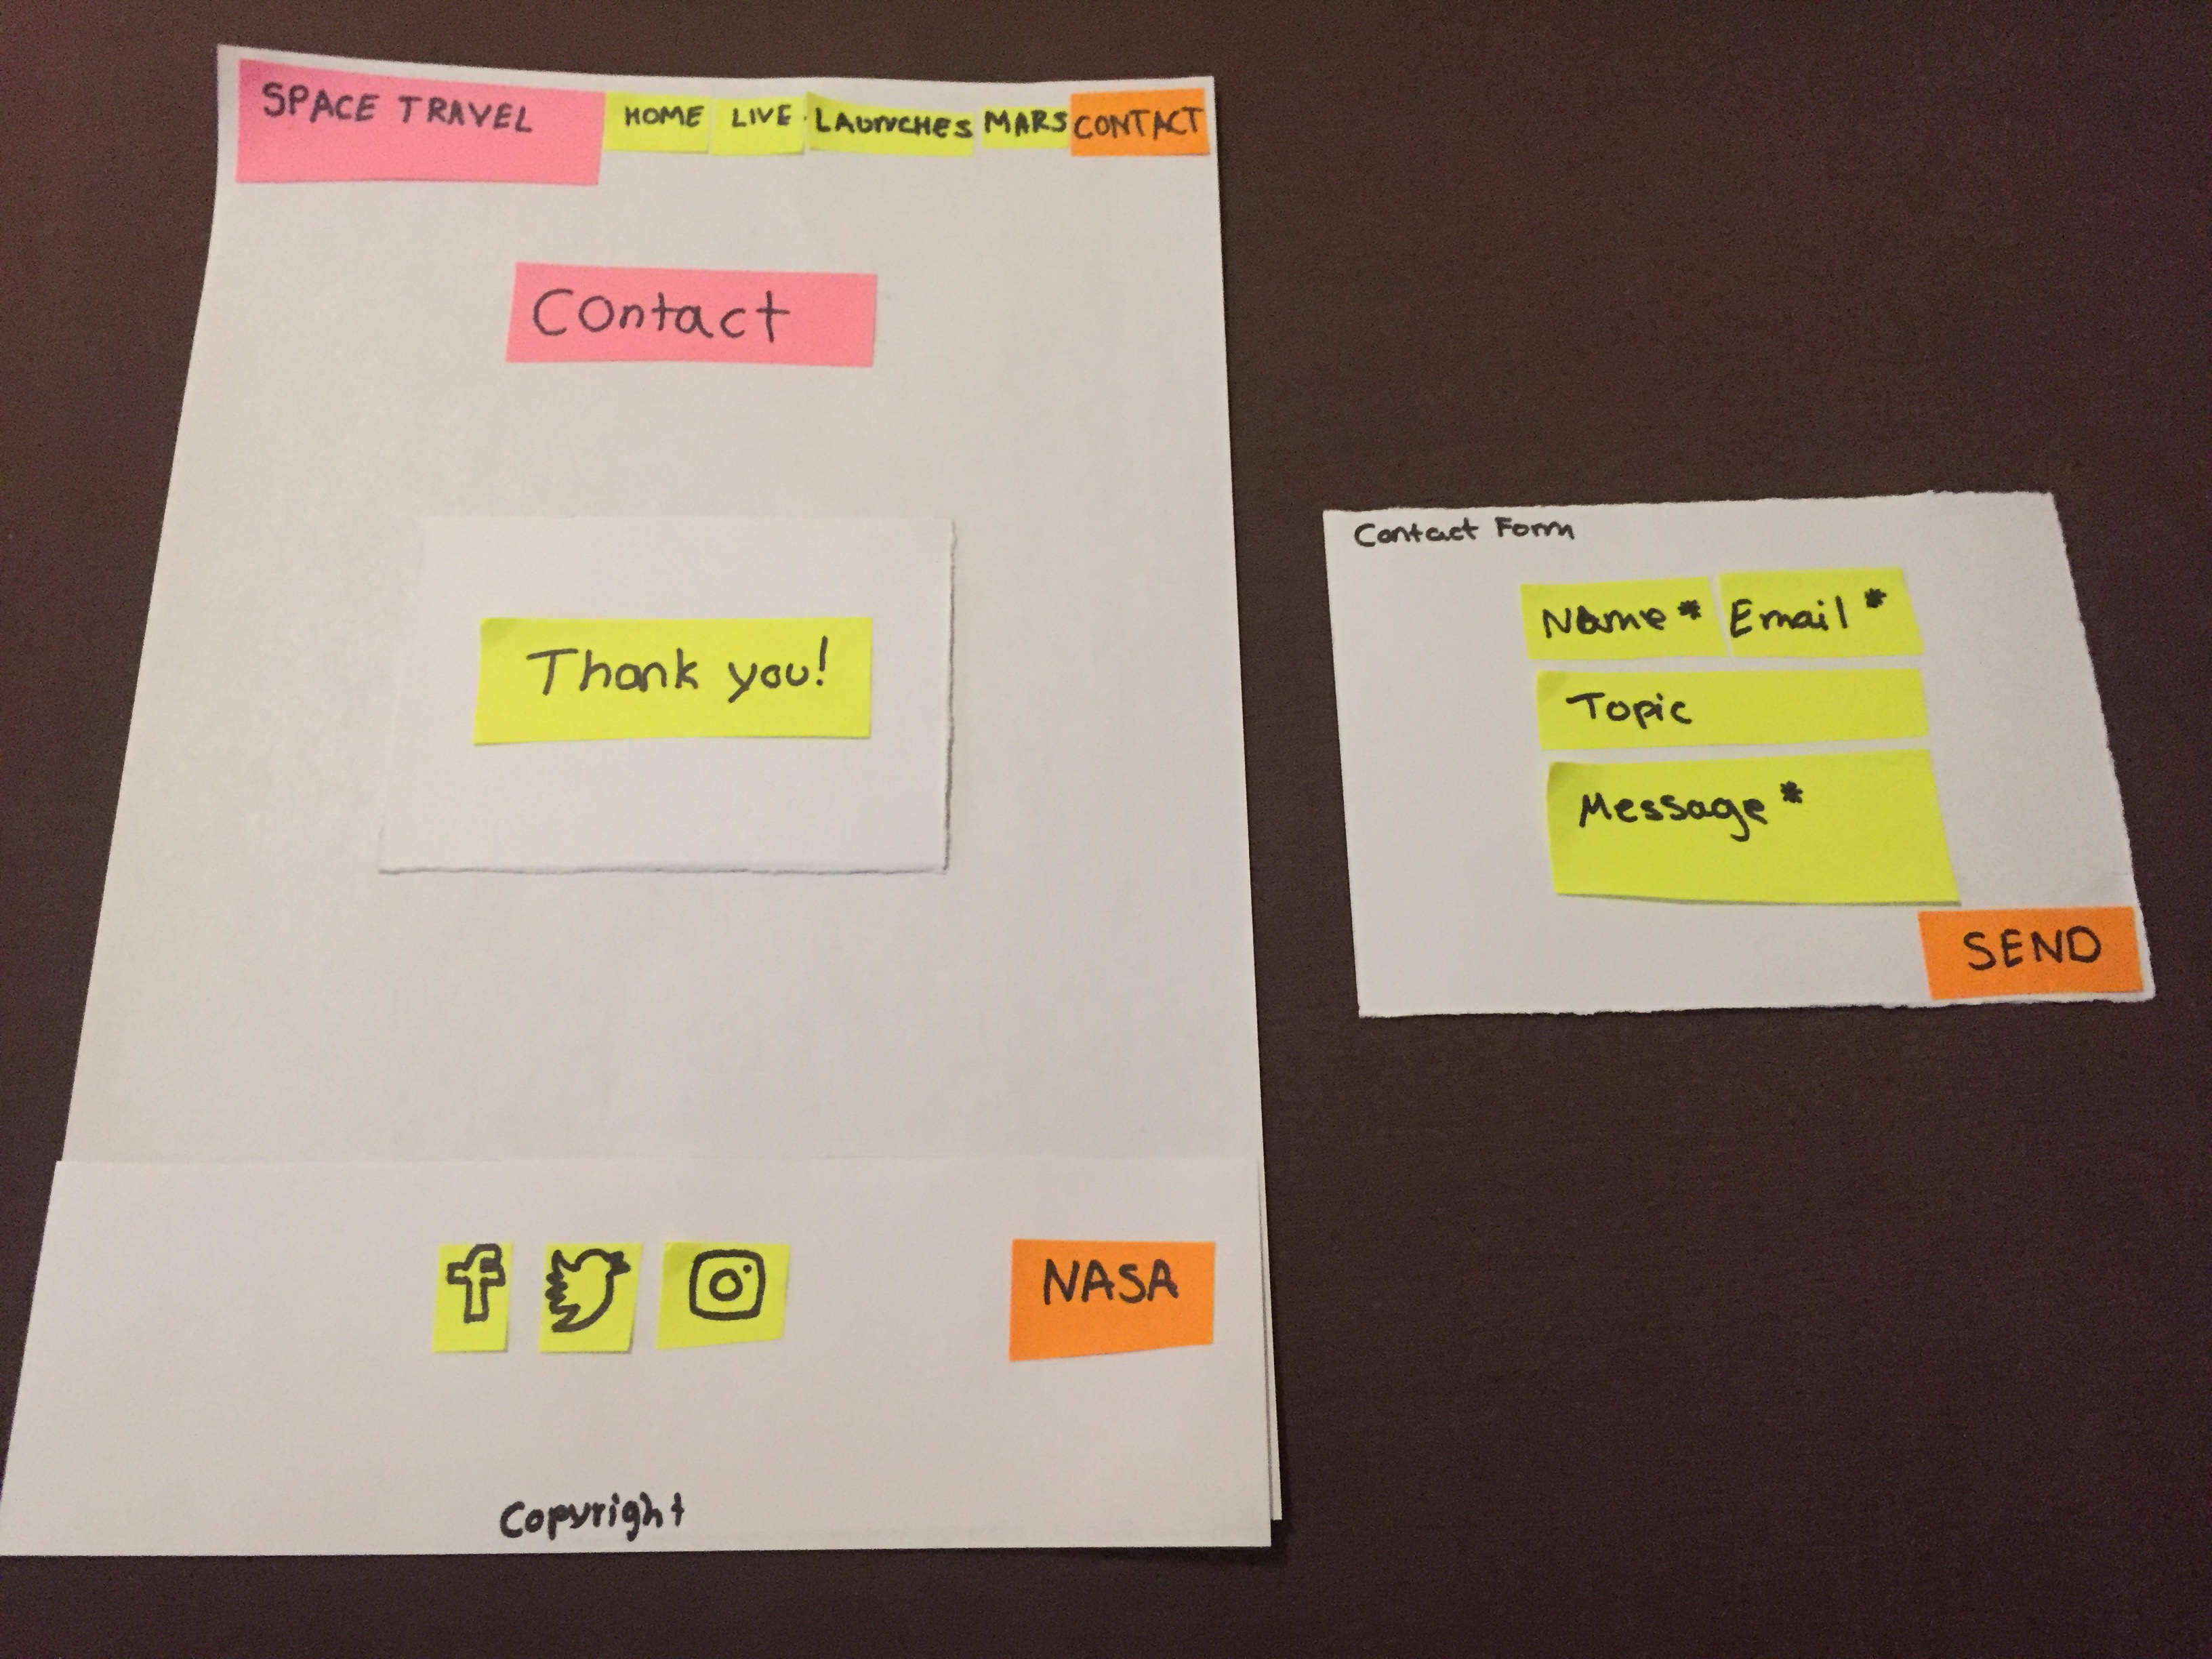 SPACE TRAVEL HOME LIVE LAUNCHES MARS CONTACT
Contact
Thank you!
NASA
Copyright
Contact Form
Name* Email*
Topic
Message*
SEND